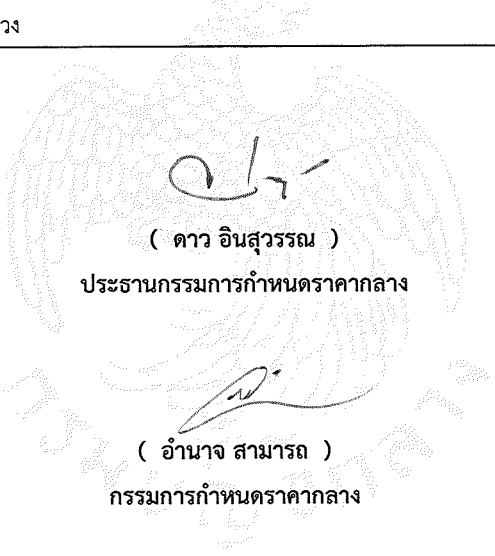 วง
( ดาว อินสุวรรณ )
ประธานกรรมการกำหนดราคากลาง
( อำนาจ สามารถ )
กรรมการกำหนดราคากลาง